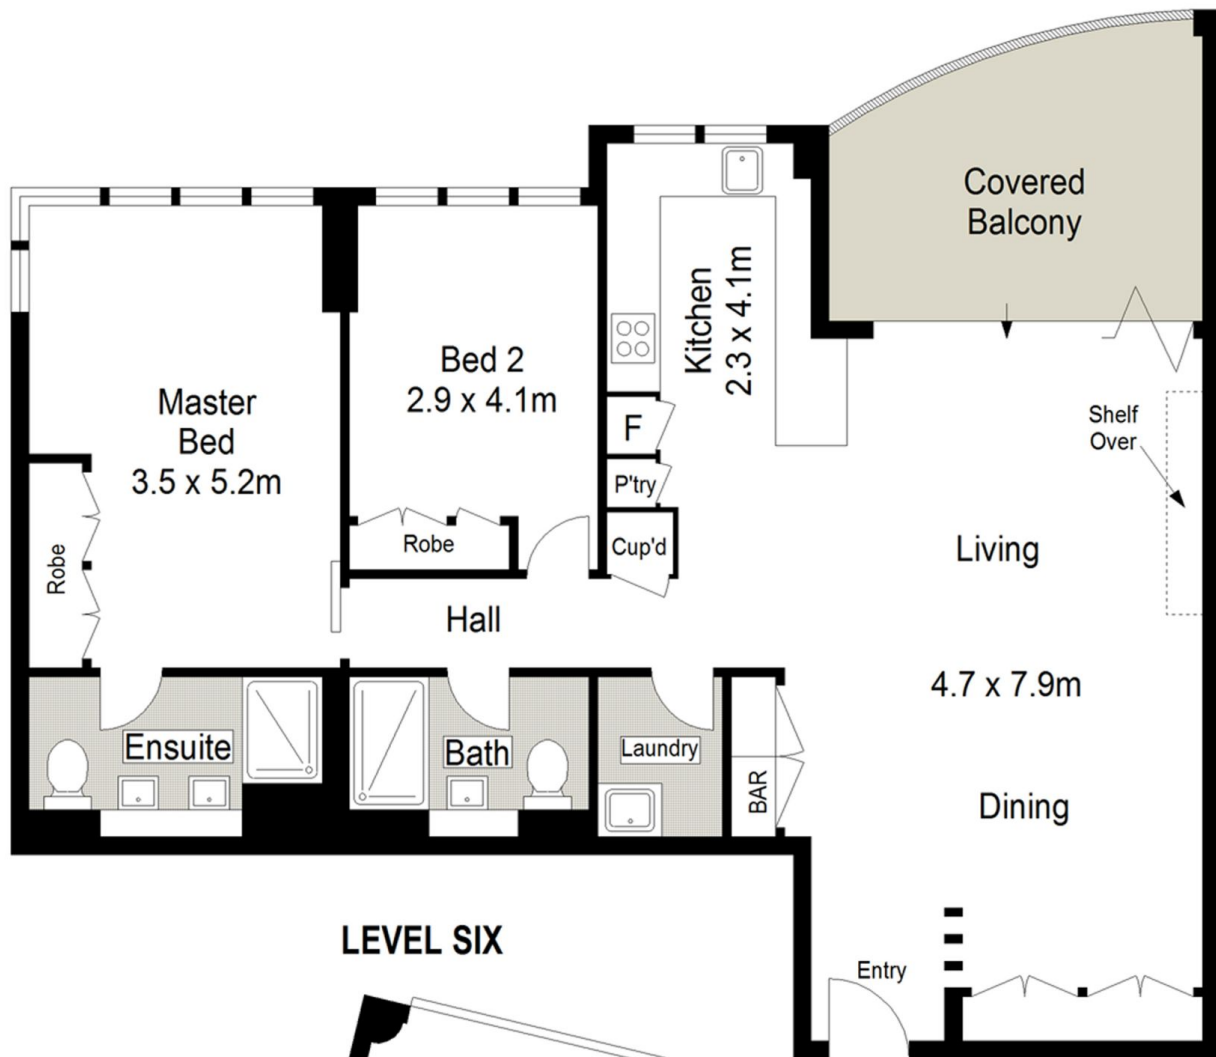 Covered
Balcony
Kitchen
2.3 x 4.1m
Bed 2
2.9 x 4.1m
Master
Bed
3.5 x 5.2m
F
P'try
Cup'd
Shelf
Over
Robe
Robe
Living
Hall
4.7 x 7.9m
Ensuite
Bath
Laundry
BAR
Dining
LEVEL SIX
Entry